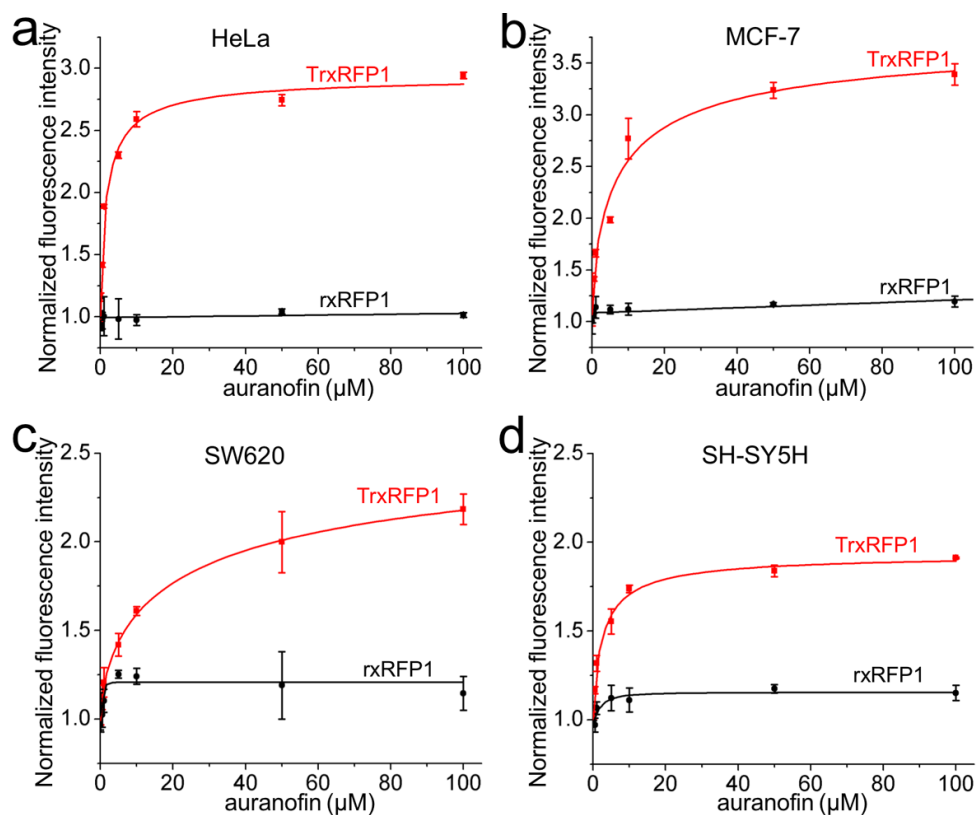 a
HeLa
TrxRFP1
rxRFP1
Normalized fluorescence intensity
3.0
2.5
2.0
1.5
1.0
0 20 40 60 80 100
auranofin (µM)
b
MCF-7
TrxRFP1
rxRFP1
Normalized fluorescence intensity
3.5
3.0
2.5
2.0
1.5
1.0
0 20 40 60 80 100
auranofin (µM)
c
SW620
TrxRFP1
rxRFP1
Normalized fluorescence intensity
2.5
2.0
1.5
1.0
0 20 40 60 80 100
auranofin (µM)
d
SH-SY5H
TrxRFP1
rxRFP1
Normalized fluorescence intensity
2.5
2.0
1.5
1.0
0 20 40 60 80 100
auranofin (µM)